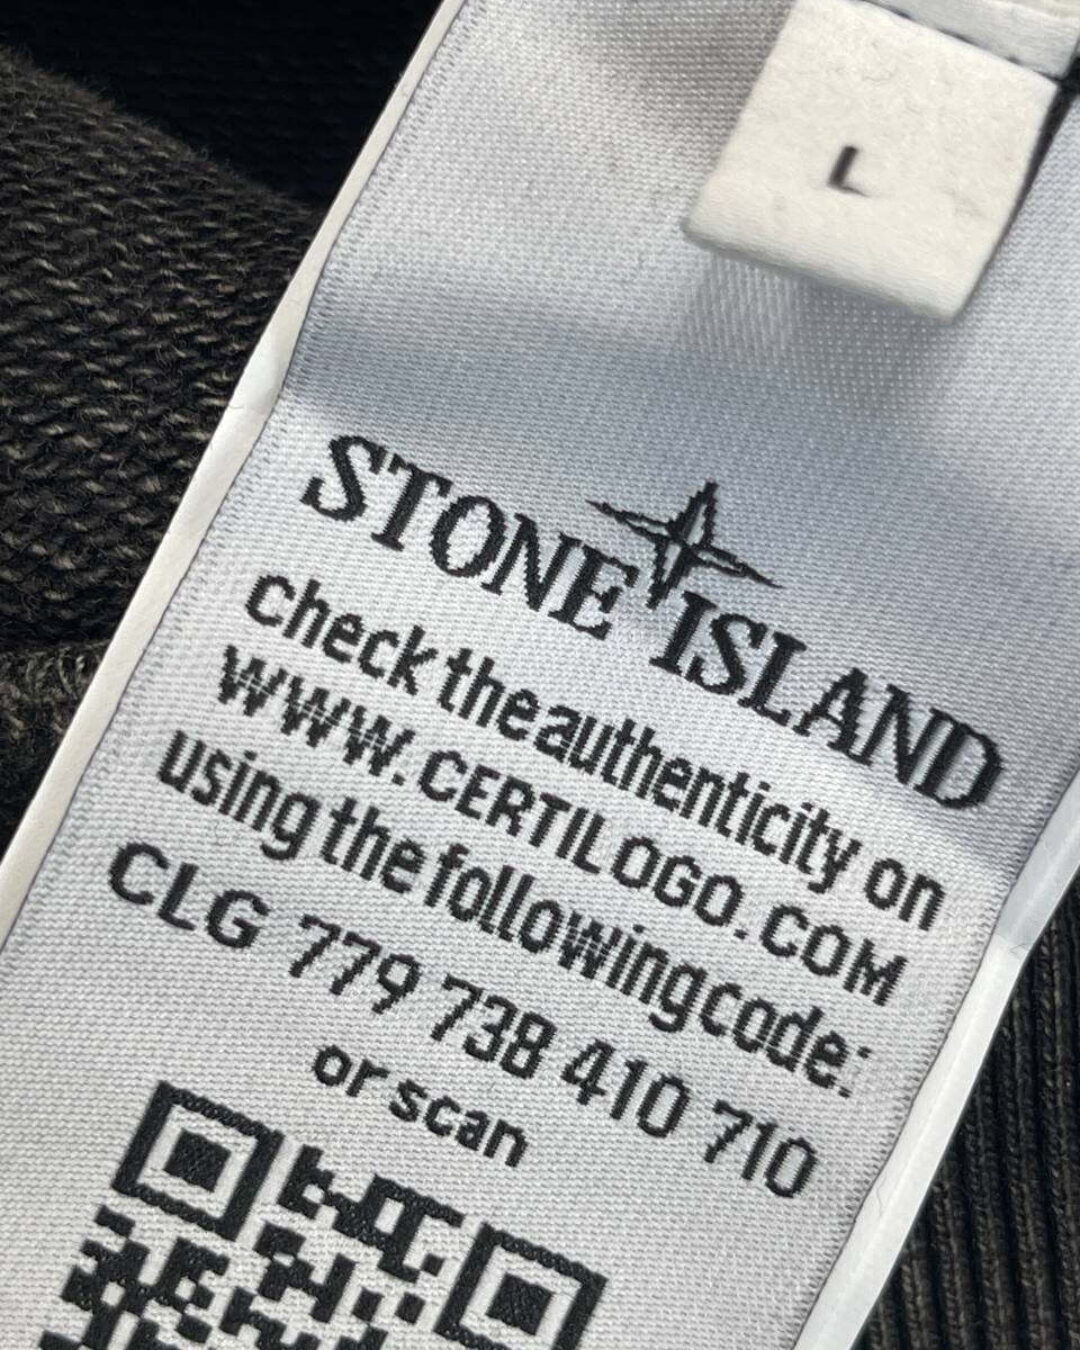 L
STONE ISLAND
check the authenticity on
WWW.CERTILOGO.COM
using the following code:
CLG 779 738 410 710
or scan